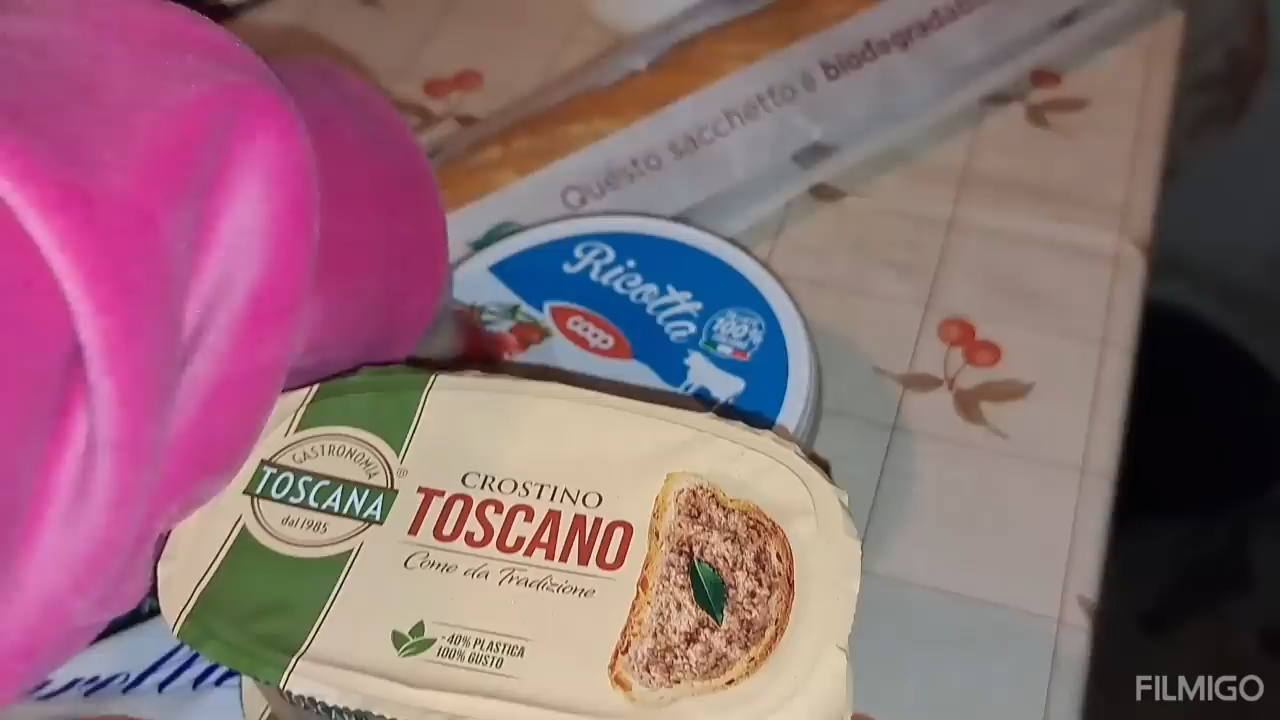 Questo sacchetto è biodegradab
Ricotta
coop
100%
GASTRONOMIA
TOSCANA
dal 1985
®
CROSTINO
TOSCANO
Come da Tradizione
-40% PLASTICA
100% GUSTO
FILMIGO